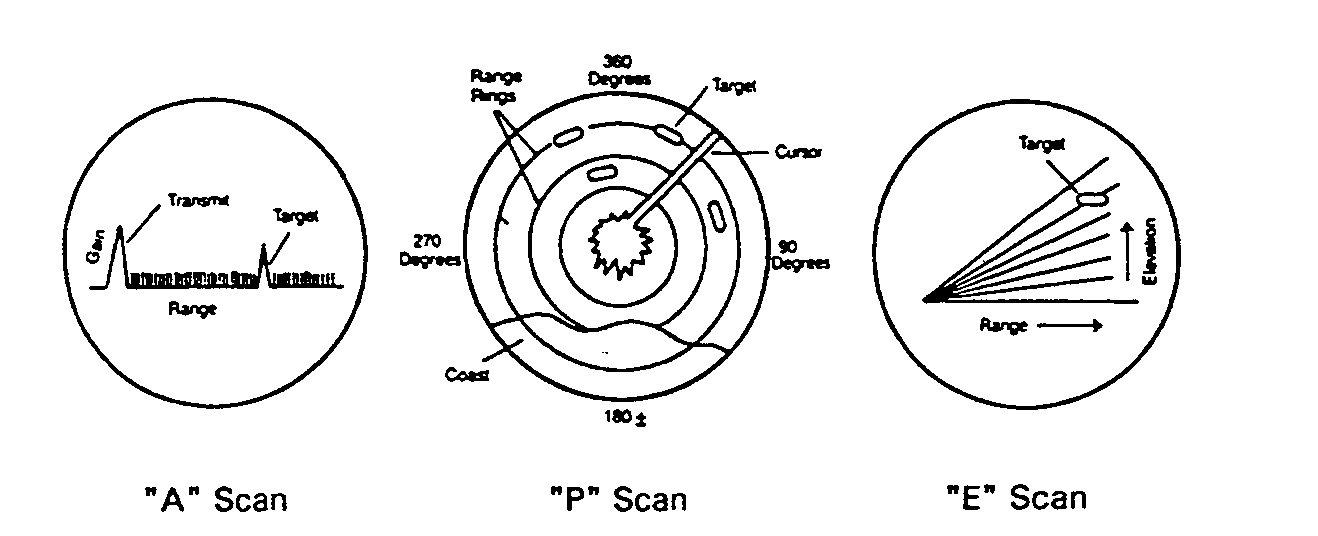 Transmit
Target
Gain
Range
"A" Scan
360
Degrees
Range
Rings
Target
Cursor
270
Degrees
90
Degrees
Coast
180 ±
"P" Scan
Target
Elevation
Range
"E" Scan